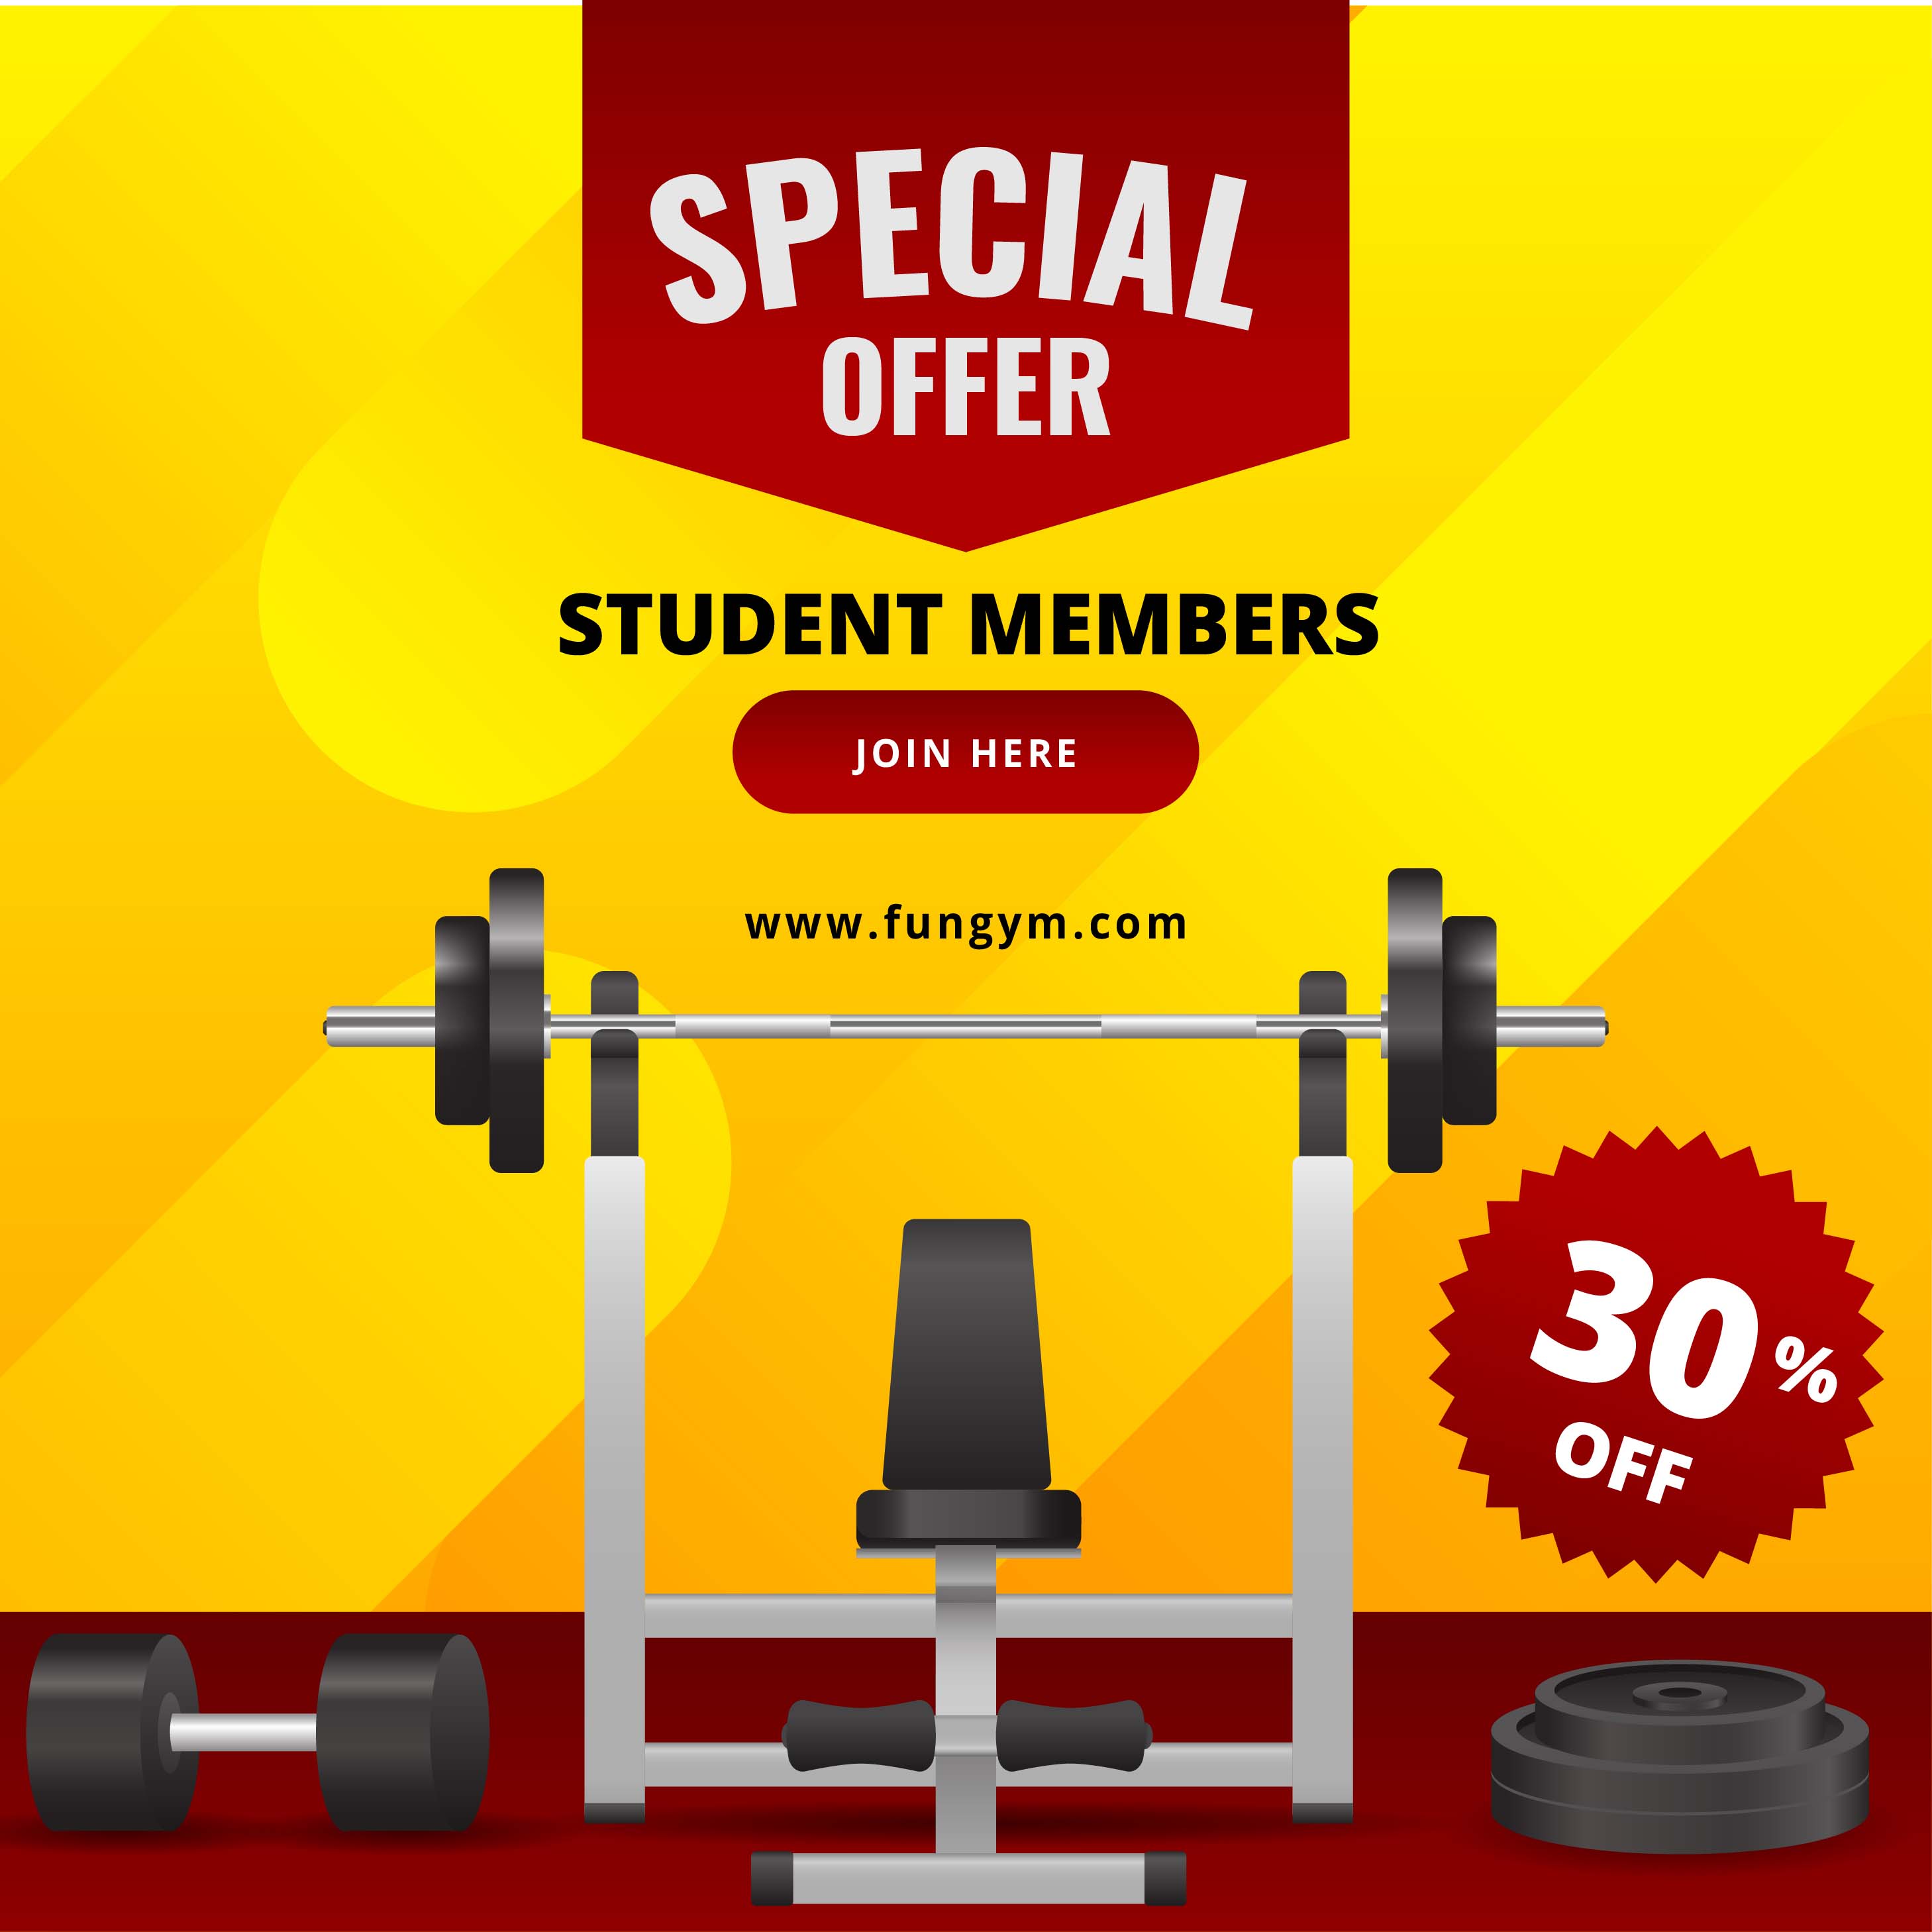 SPECIAL
OFFER
STUDENT MEMBERS
JOIN HERE
www.fungym.com
30%
OFF